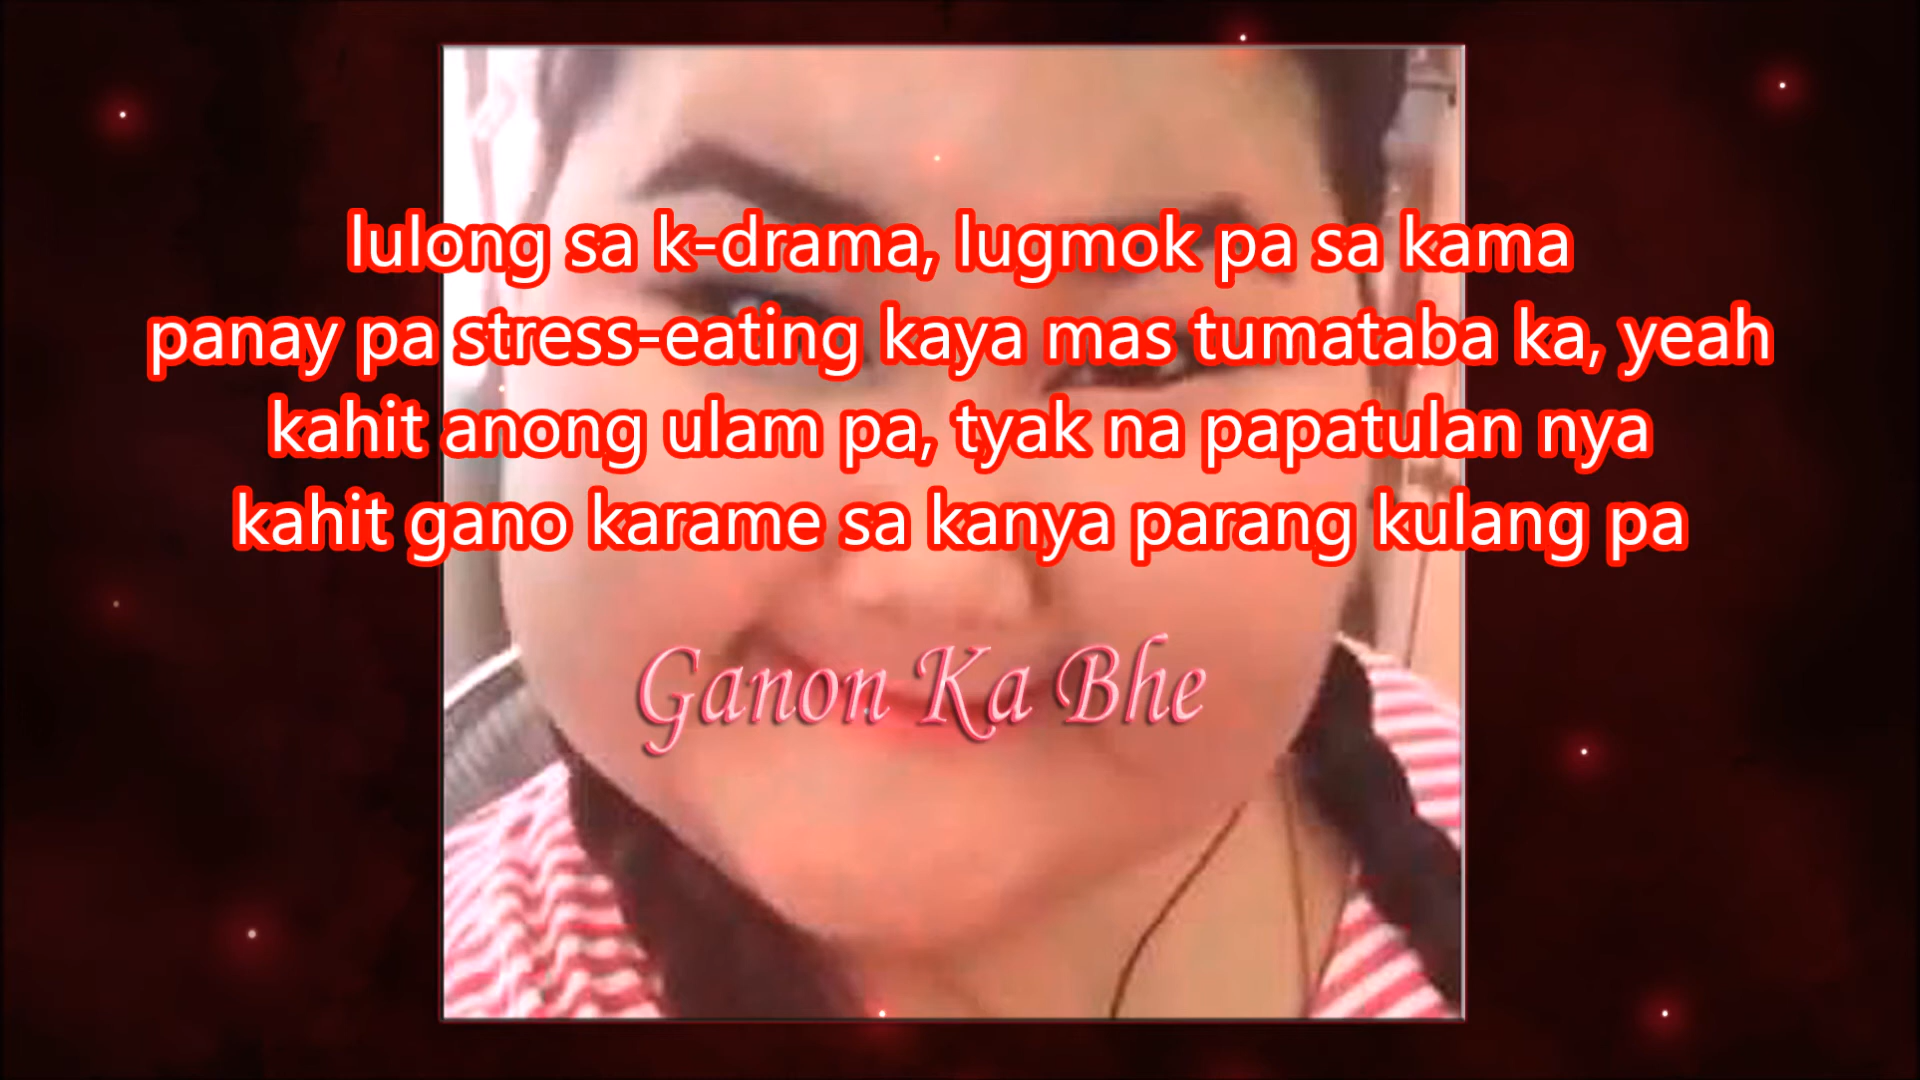 lulong sa k-drama, lugmok pa sa kama
panay pa stress-eating kaya mas tumataba ka, yeah
kahit anong ulam pa, tyak na papatulan nya
kahit gano karame sa kanya parang kulang pa
Ganon Ka Bhe